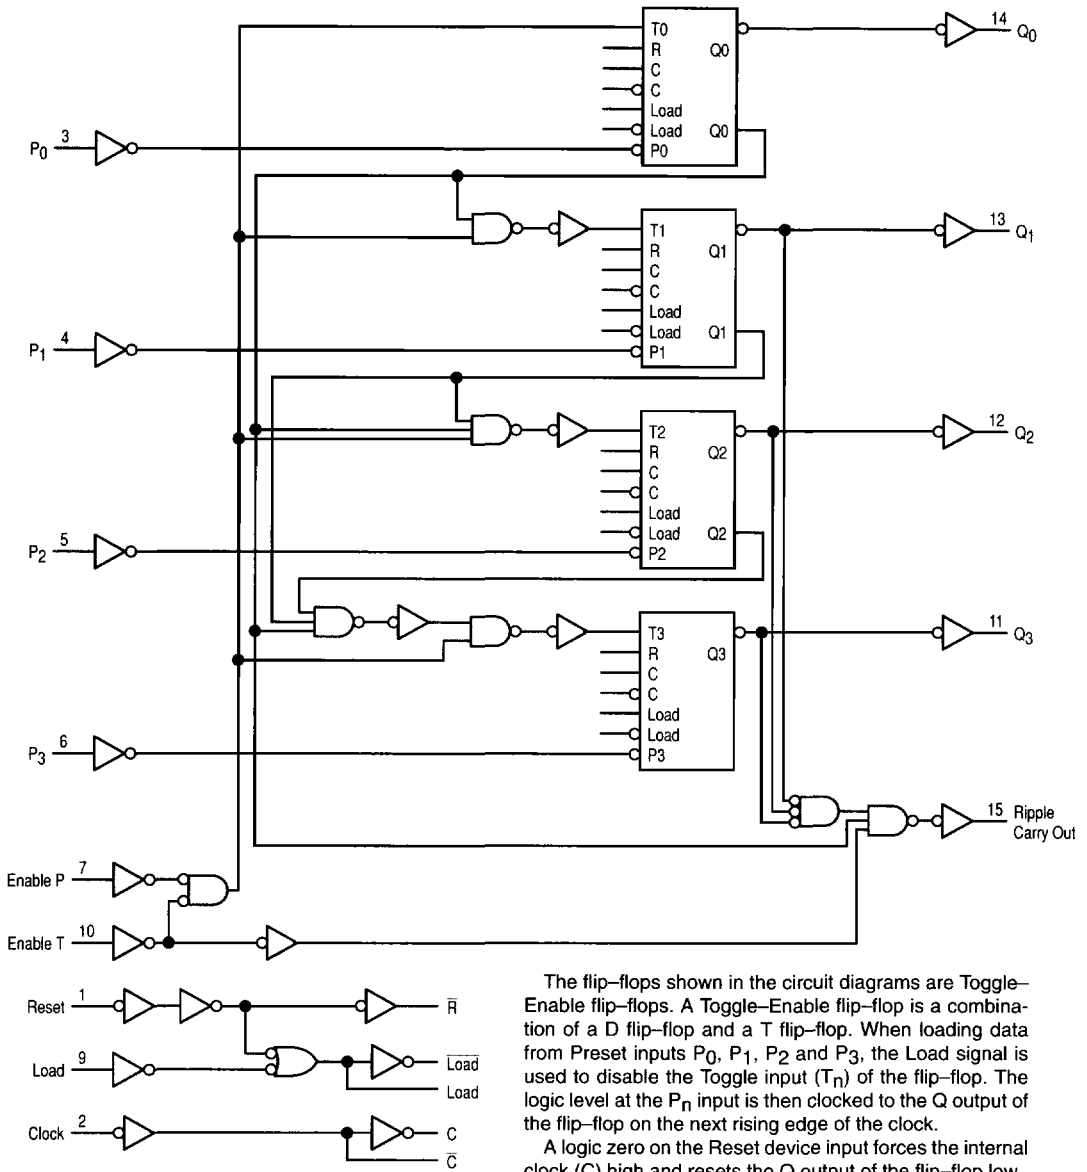 T0
R Q0
C
C
Load
Load Q0
P0
14 Q0
P0 3
T1
R Q1
C
C
Load
Load Q1
P1
13 Q1
P1 4
T2
R Q2
C
C
Load
Load Q2
P2
12 Q2
P2 5
T3
R Q3
C
C
Load
Load
P3
11 Q3
P3 6
15 Ripple
Carry Out
Enable P 7
Enable T 10
Reset 1
R̅
Load 9
L̅o̅a̅d̅
Load
Clock 2
C
C̅
The flip–flops shown in the circuit diagrams are Toggle–
Enable flip–flops. A Toggle–Enable flip–flop is a combina-
tion of a D flip–flop and a T flip–flop. When loading data
from Preset inputs P0, P1, P2 and P3, the Load signal is
used to disable the Toggle input (Tn) of the flip–flop. The
logic level at the Pn input is then clocked to the Q output of
the flip–flop on the next rising edge of the clock.
A logic zero on the Reset device input forces the internal
clock (C) high and resets the Q output of the flip–flop low.